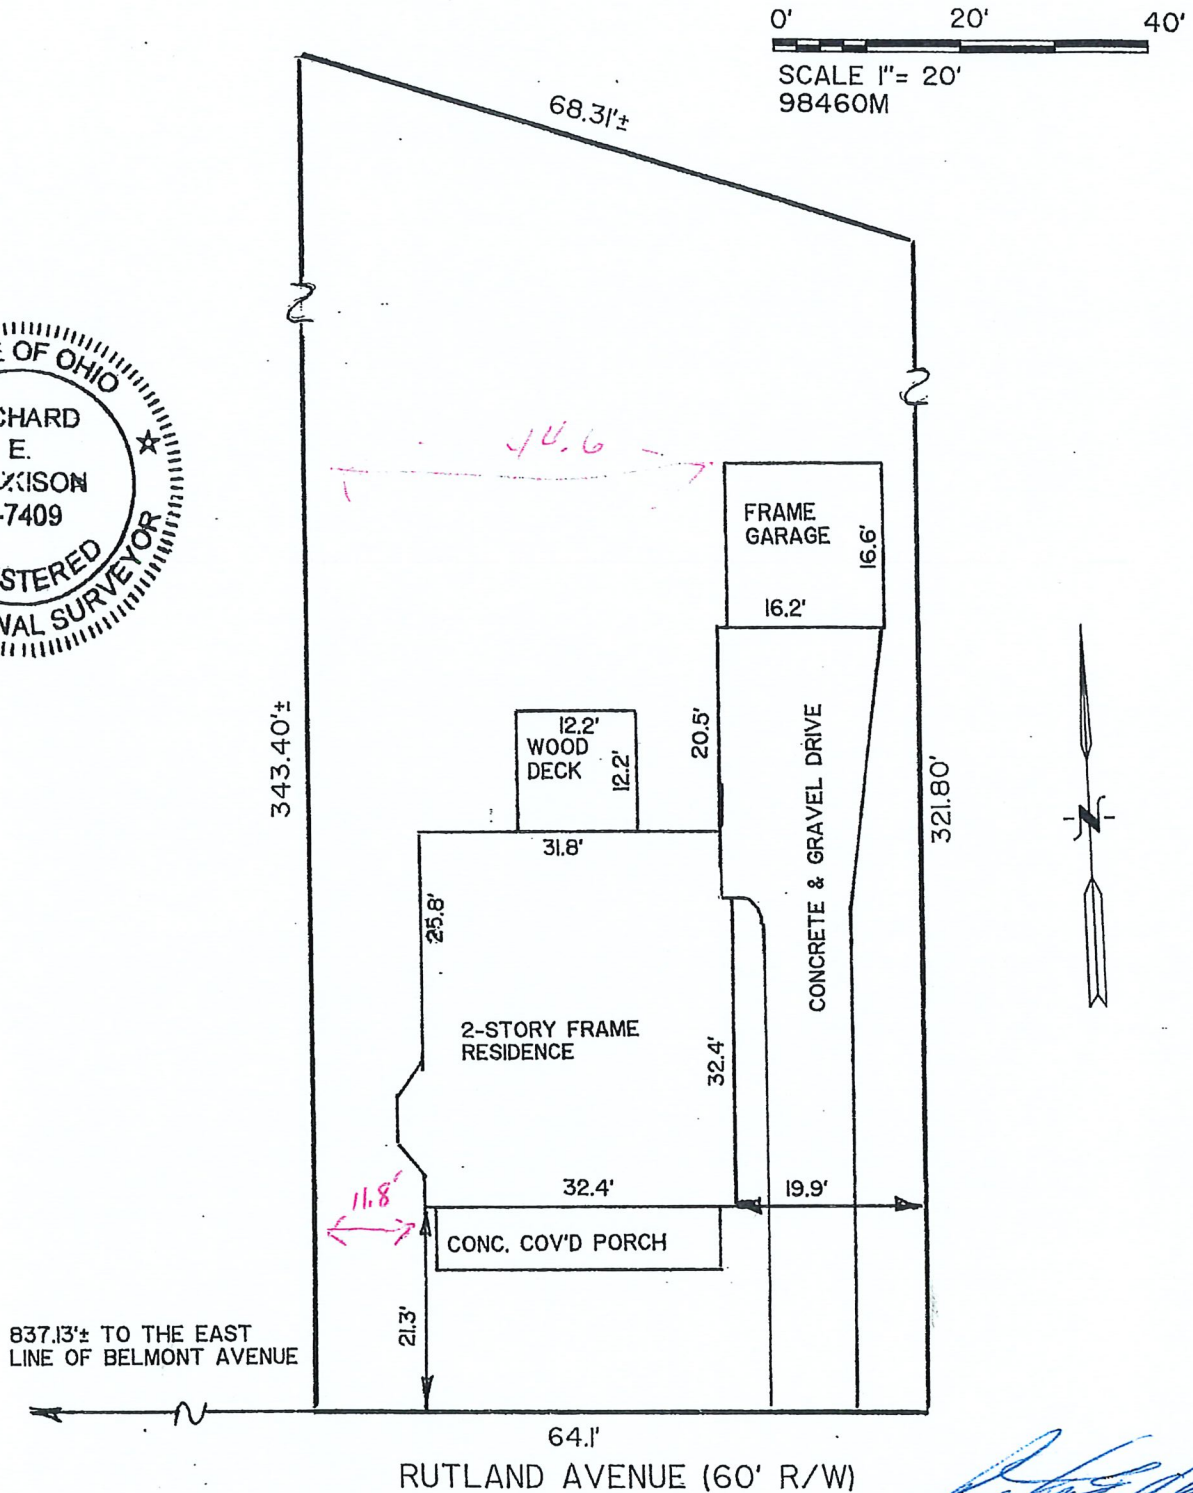 0' 20' 40'
SCALE 1"= 20'
98460M
68.31'±
OF OHIO
CHARD
E.
KISON
-7409
STERED
NAL SURVEYOR
FRAME
GARAGE
16.6'
16.2'
343.40'±
12.2'
WOOD
DECK
12.2'
20.5'
CONCRETE & GRAVEL DRIVE
321.80'
31.8'
25.8'
2-STORY FRAME
RESIDENCE
32.4'
32.4'
19.9'
11.8'
CONC. COV'D PORCH
21.3'
837.13'± TO THE EAST
LINE OF BELMONT AVENUE
64.1'
RUTLAND AVENUE (60' R/W)